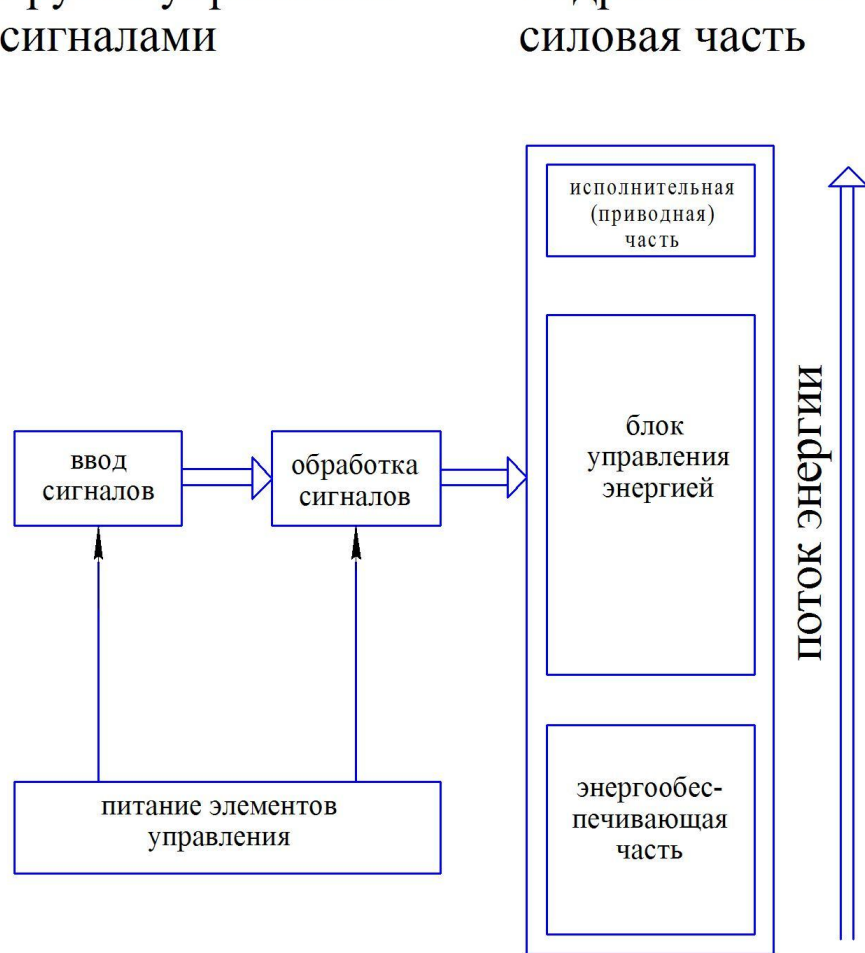 сигналами
силовая часть
исполнительная
(приводная)
часть
блок
управления
энергией
поток энергии
ввод
сигналов
обработка
сигналов
питание элементов
управления
энергообес-
печивающая
часть